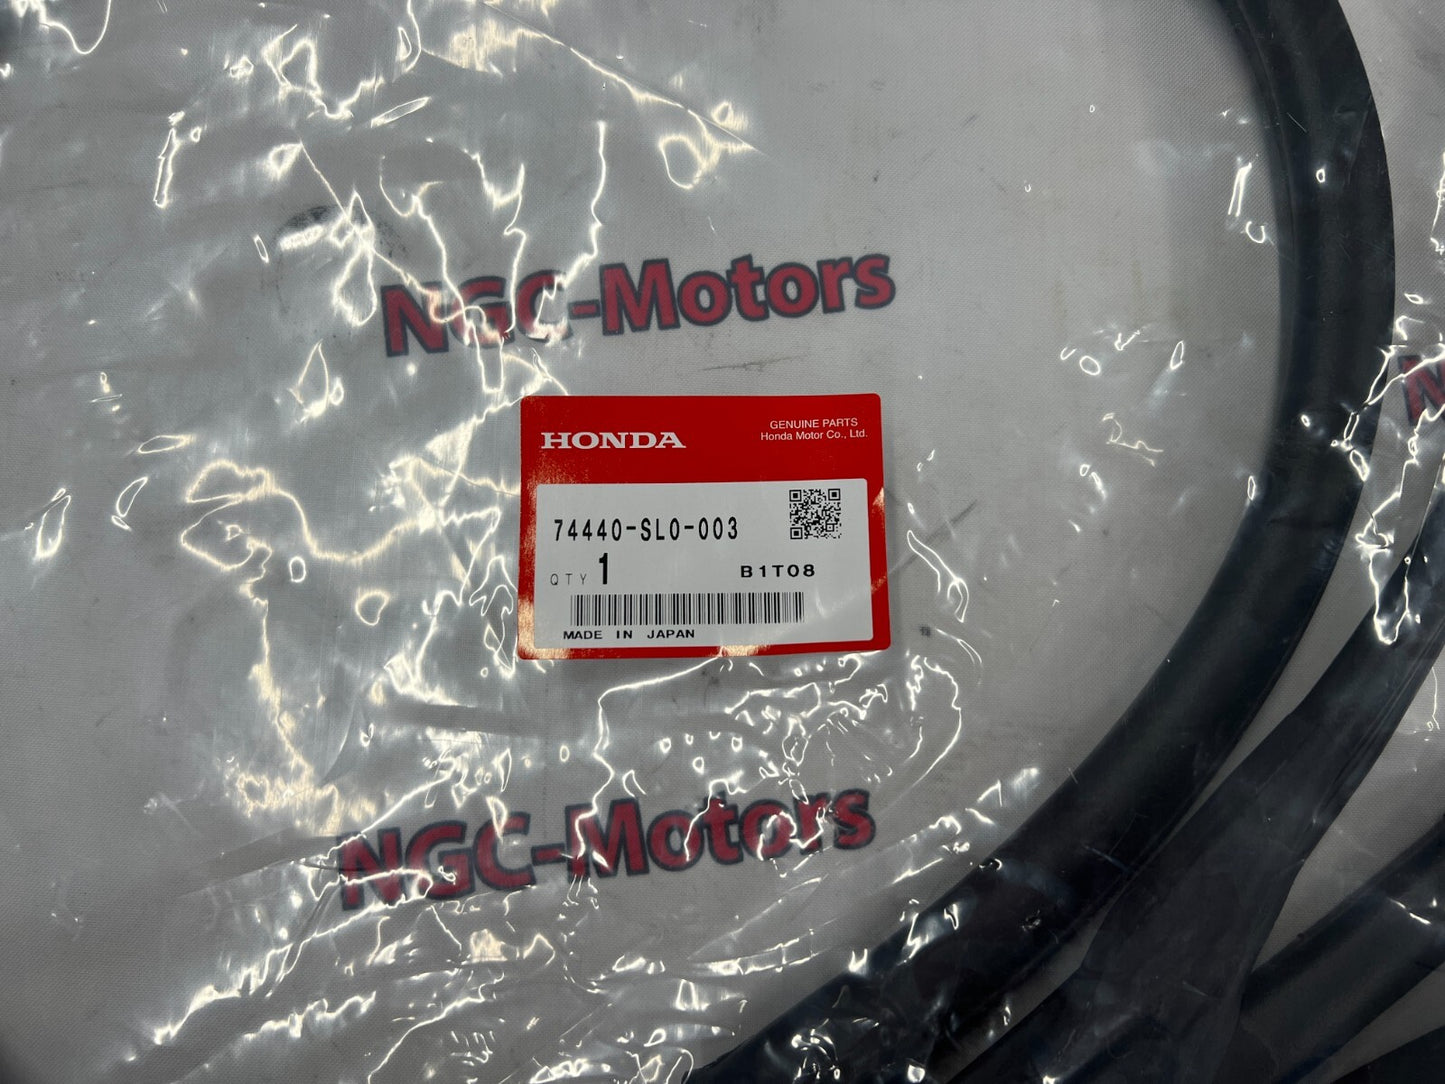 NGC-Motors
HONDA
GENUINE PARTS
Honda Motor Co., Ltd.
74440-SL0-003
QTY 1
B1T08
MADE IN JAPAN
NGC-Motors